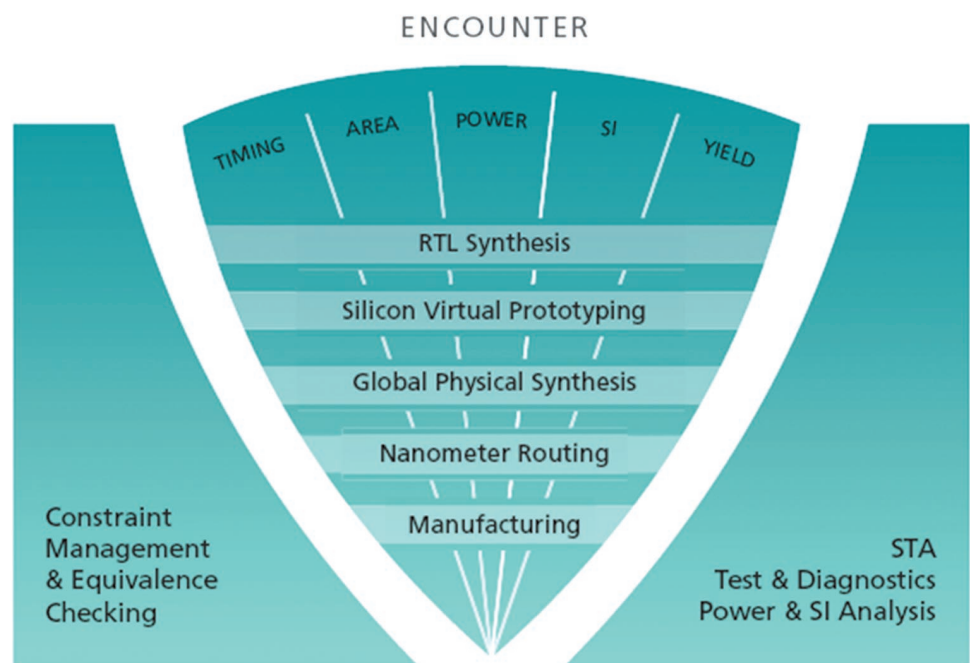 ENCOUNTER
TIMING
AREA
POWER
SI
YIELD
RTL Synthesis
Silicon Virtual Prototyping
Global Physical Synthesis
Nanometer Routing
Manufacturing
Constraint
Management
& Equivalence
Checking
STA
Test & Diagnostics
Power & SI Analysis